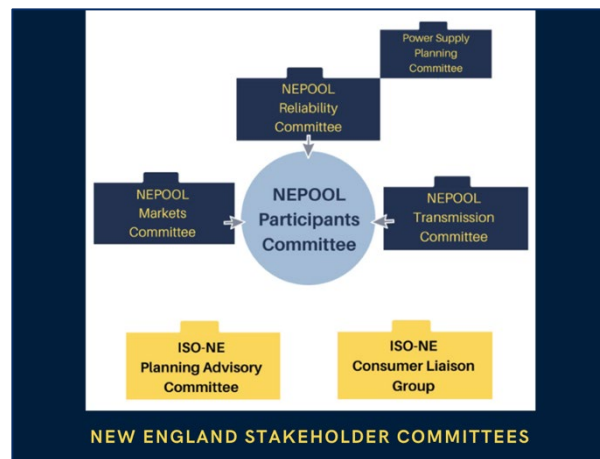 Power Supply
Planning
Committee
NEPOOL
Reliability
Committee
NEPOOL
Markets
Committee
NEPOOL
Participants
Committee
NEPOOL
Transmission
Committee
ISO-NE
Planning Advisory
Committee
ISO-NE
Consumer Liaison
Group
NEW ENGLAND STAKEHOLDER COMMITTEES